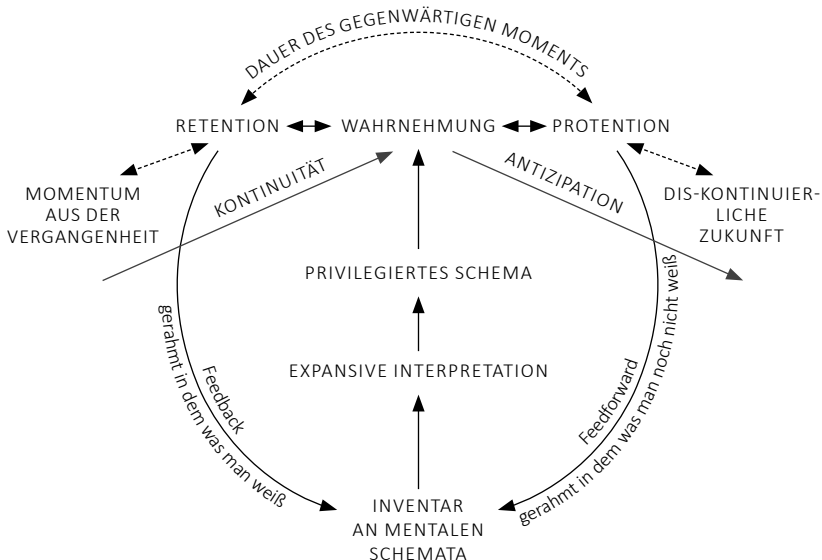 DAUER DES GEGENWÄRTIGEN MOMENTS
RETENTION
WAHRNEHMUNG
PROTENTION
MOMENTUM
AUS DER
VERGANGENHEIT
KONTINUITÄT
ANTIZIPATION
DIS-KONTINUIER-
LICHE
ZUKUNFT
PRIVILEGIERTES SCHEMA
EXPANSIVE INTERPRETATION
Feedback
gerahmt in dem was man weiß
Feedforward
gerahmt in dem was man noch nicht weiß
INVENTAR
AN MENTALEN
SCHEMATA